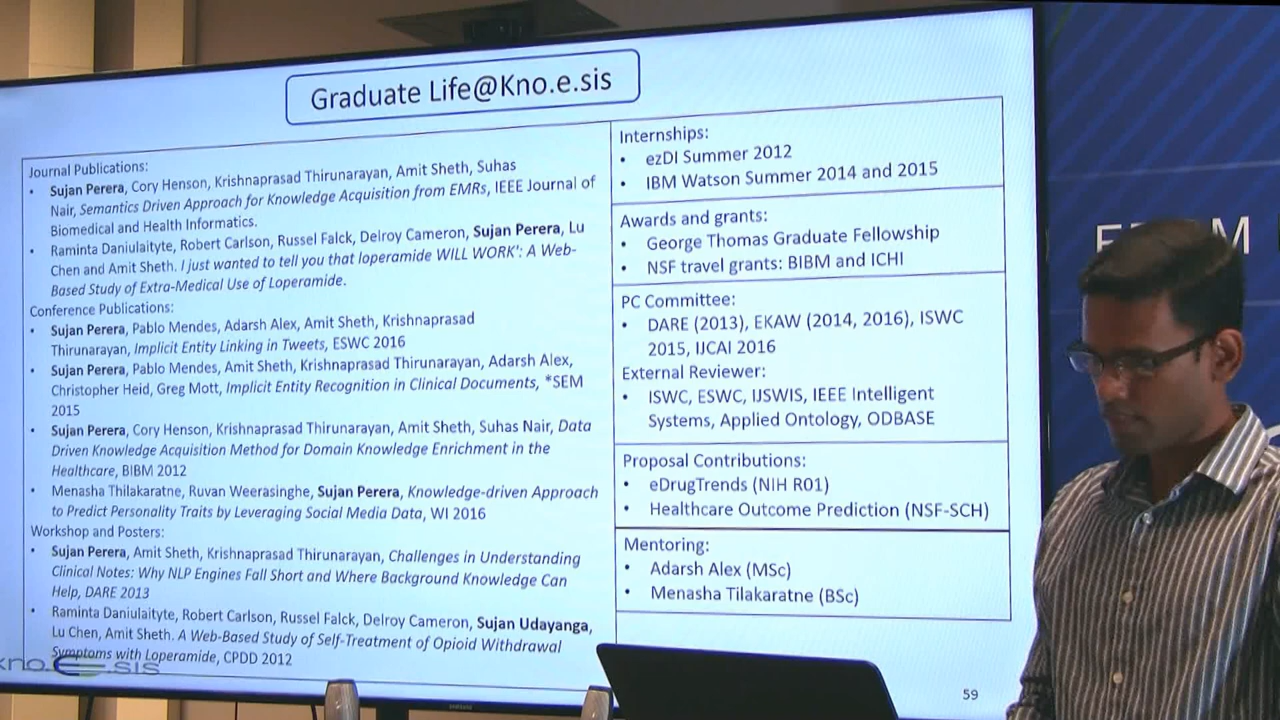 Graduate Life@Kno.e.sis
Journal Publications:
• Sujan Perera, Cory Henson, Krishnaprasad Thirunarayan, Amit Sheth, Suhas
Nair, Semantics Driven Approach for Knowledge Acquisition from EMRs, IEEE Journal of
Biomedical and Health Informatics.
• Raminta Daniulaityte, Robert Carlson, Russel Falck, Delroy Cameron, Sujan Perera, Lu
Chen and Amit Sheth. I just wanted to tell you that loperamide WILL WORK': A Web-
Based Study of Extra-Medical Use of Loperamide.
Conference Publications:
• Sujan Perera, Pablo Mendes, Adarsh Alex, Amit Sheth, Krishnaprasad
Thirunarayan, Implicit Entity Linking in Tweets, ESWC 2016
• Sujan Perera, Pablo Mendes, Amit Sheth, Krishnaprasad Thirunarayan, Adarsh Alex,
Christopher Heid, Greg Mott, Implicit Entity Recognition in Clinical Documents, *SEM
2015
• Sujan Perera, Cory Henson, Krishnaprasad Thirunarayan, Amit Sheth, Suhas Nair, Data
Driven Knowledge Acquisition Method for Domain Knowledge Enrichment in the
Healthcare, BIBM 2012
• Menasha Thilakaratne, Ruvan Weerasinghe, Sujan Perera, Knowledge-driven Approach
to Predict Personality Traits by Leveraging Social Media Data, WI 2016
Workshop and Posters:
• Sujan Perera, Amit Sheth, Krishnaprasad Thirunarayan, Challenges in Understanding
Clinical Notes: Why NLP Engines Fall Short and Where Background Knowledge Can
Help, DARE 2013
• Raminta Daniulaityte, Robert Carlson, Russel Falck, Delroy Cameron, Sujan Udayanga,
Lu Chen, Amit Sheth. A Web-Based Study of Self-Treatment of Opioid Withdrawal
Symptoms with Loperamide, CPDD 2012
kno.e.sis
Internships:
• ezDI Summer 2012
• IBM Watson Summer 2014 and 2015
Awards and grants:
• George Thomas Graduate Fellowship
• NSF travel grants: BIBM and ICHI
PC Committee:
• DARE (2013), EKAW (2014, 2016), ISWC
2015, IJCAI 2016
External Reviewer:
• ISWC, ESWC, IJSWIS, IEEE Intelligent
Systems, Applied Ontology, ODBASE
Proposal Contributions:
• eDrugTrends (NIH R01)
• Healthcare Outcome Prediction (NSF-SCH)
Mentoring:
• Adarsh Alex (MSc)
• Menasha Tilakaratne (BSc)
59
SAMSUNG